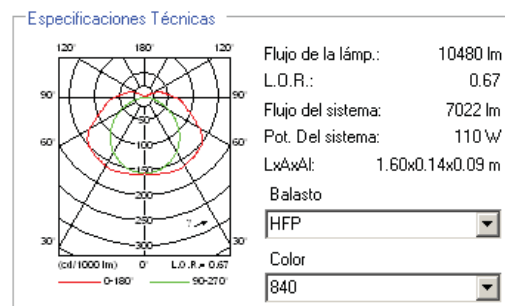 Especificaciones Técnicas
120° 180° 120°
90° 90°
50
100
60° 60°
150
200
250
30° 300 30°
(cd/1000 lm) 0° L.O.R.= 0.67
0-180° 90-270°
Flujo de la lámp.: 10480 lm
L.O.R.: 0.67
Flujo del sistema: 7022 lm
Pot. Del sistema: 110 W
LxAxAl: 1.60x0.14x0.09 m
Balasto
HFP
Color
840